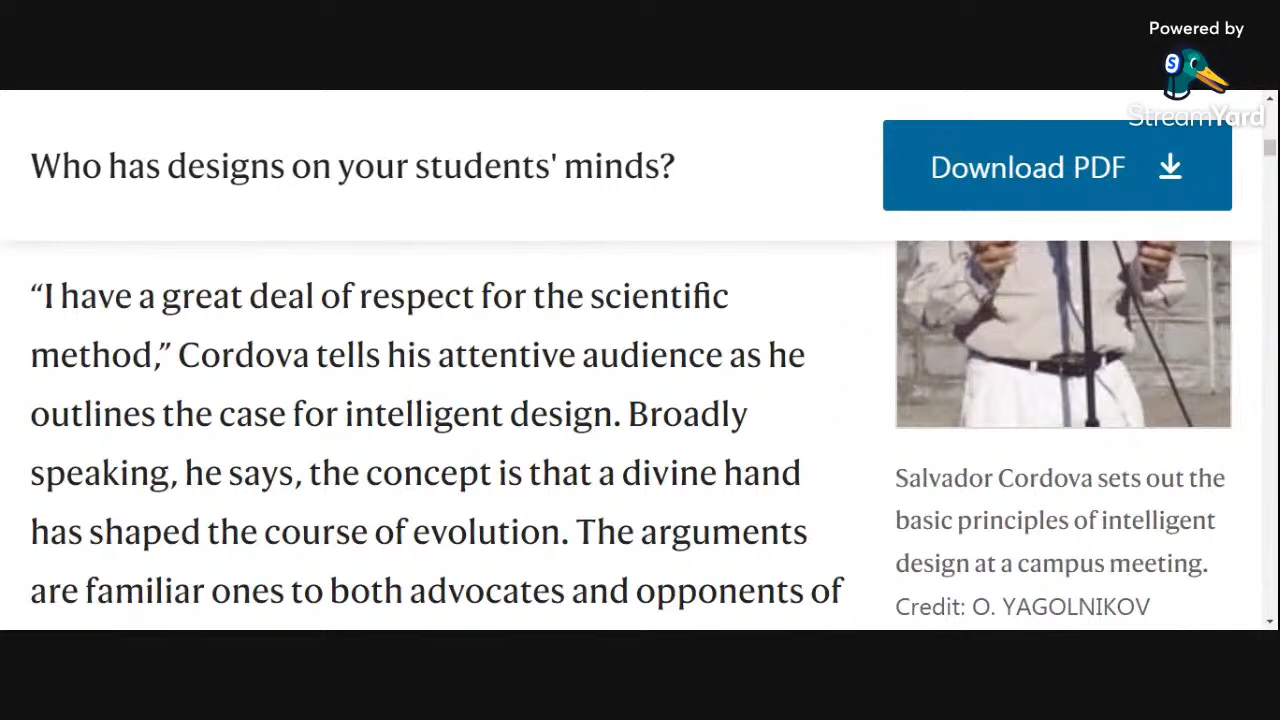 Powered by
StreamYard
Who has designs on your students' minds?
Download PDF
“I have a great deal of respect for the scientific
method,” Cordova tells his attentive audience as he
outlines the case for intelligent design. Broadly
speaking, he says, the concept is that a divine hand
has shaped the course of evolution. The arguments
are familiar ones to both advocates and opponents of
Salvador Cordova sets out the
basic principles of intelligent
design at a campus meeting.
Credit: O. YAGOLNIKOV